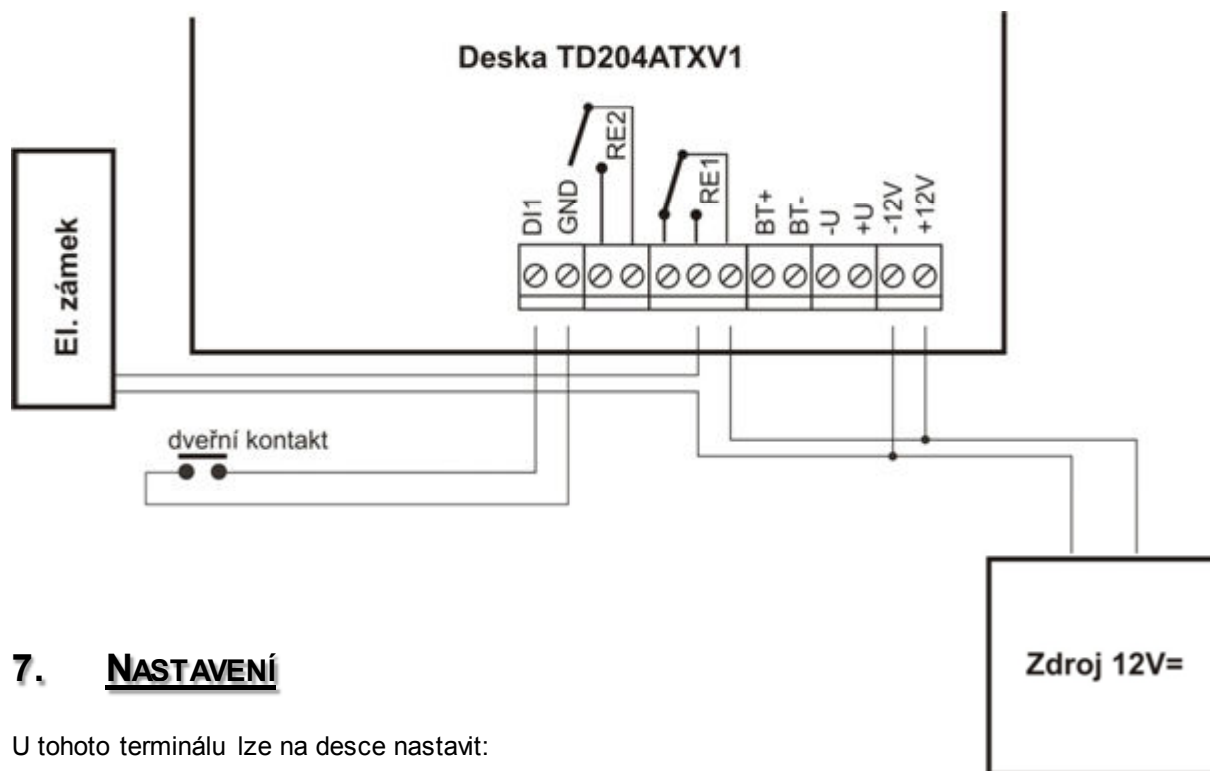 Deska TD204ATXV1
El. zámek
DI1
GND
RE2
RE1
BT+
BT-
-U
+U
-12V
+12V
dveřní kontakt
Zdroj 12V=
7. NASTAVENÍ
U tohoto terminálu lze na desce nastavit: